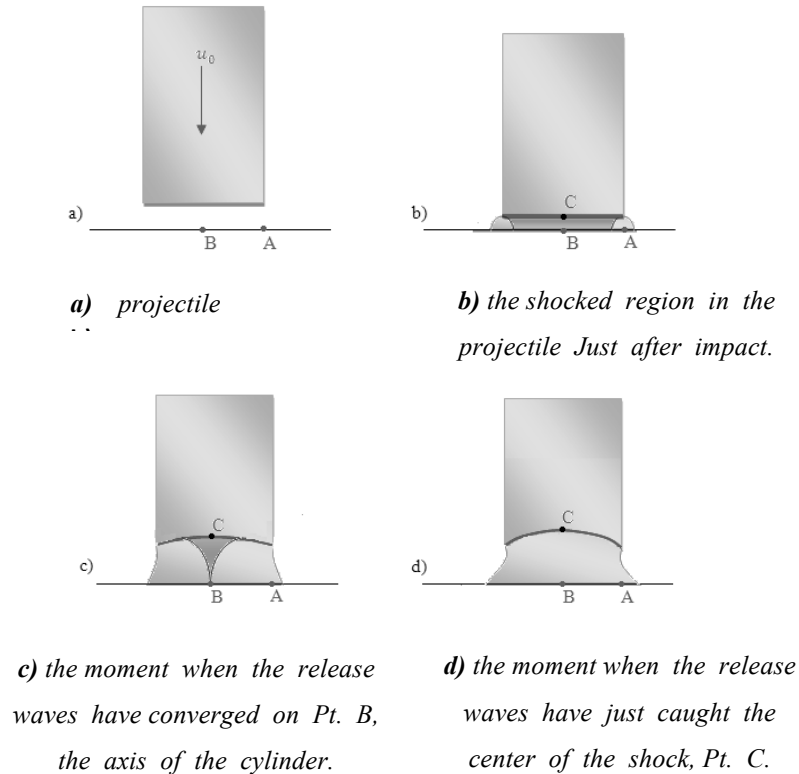 u₀
a)
B A
C
b)
B A
a) projectile
b) the shocked region in the
projectile Just after impact.
C
c)
B A
C
d)
B A
c) the moment when the release
waves have converged on Pt. B,
the axis of the cylinder.
d) the moment when the release
waves have just caught the
center of the shock, Pt. C.